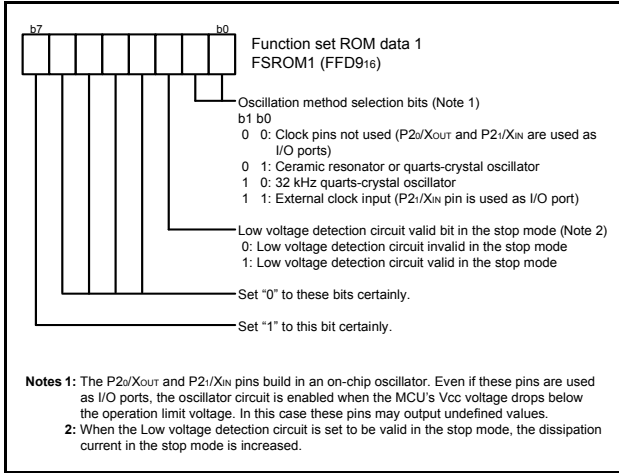 b7 b0
Function set ROM data 1
FSROM1 (FFD916)
Oscillation method selection bits (Note 1)
b1 b0
0 0: Clock pins not used (P20/XOUT and P21/XIN are used as
I/O ports)
0 1: Ceramic resonator or quarts-crystal oscillator
1 0: 32 kHz quarts-crystal oscillator
1 1: External clock input (P21/XIN pin is used as I/O port)
Low voltage detection circuit valid bit in the stop mode (Note 2)
0: Low voltage detection circuit invalid in the stop mode
1: Low voltage detection circuit valid in the stop mode
Set “0” to these bits certainly.
Set “1” to this bit certainly.
Notes 1: The P20/XOUT and P21/XIN pins build in an on-chip oscillator. Even if these pins are used
as I/O ports, the oscillator circuit is enabled when the MCU's Vcc voltage drops below
the operation limit voltage. In this case these pins may output undefined values.
2: When the Low voltage detection circuit is set to be valid in the stop mode, the dissipation
current in the stop mode is increased.